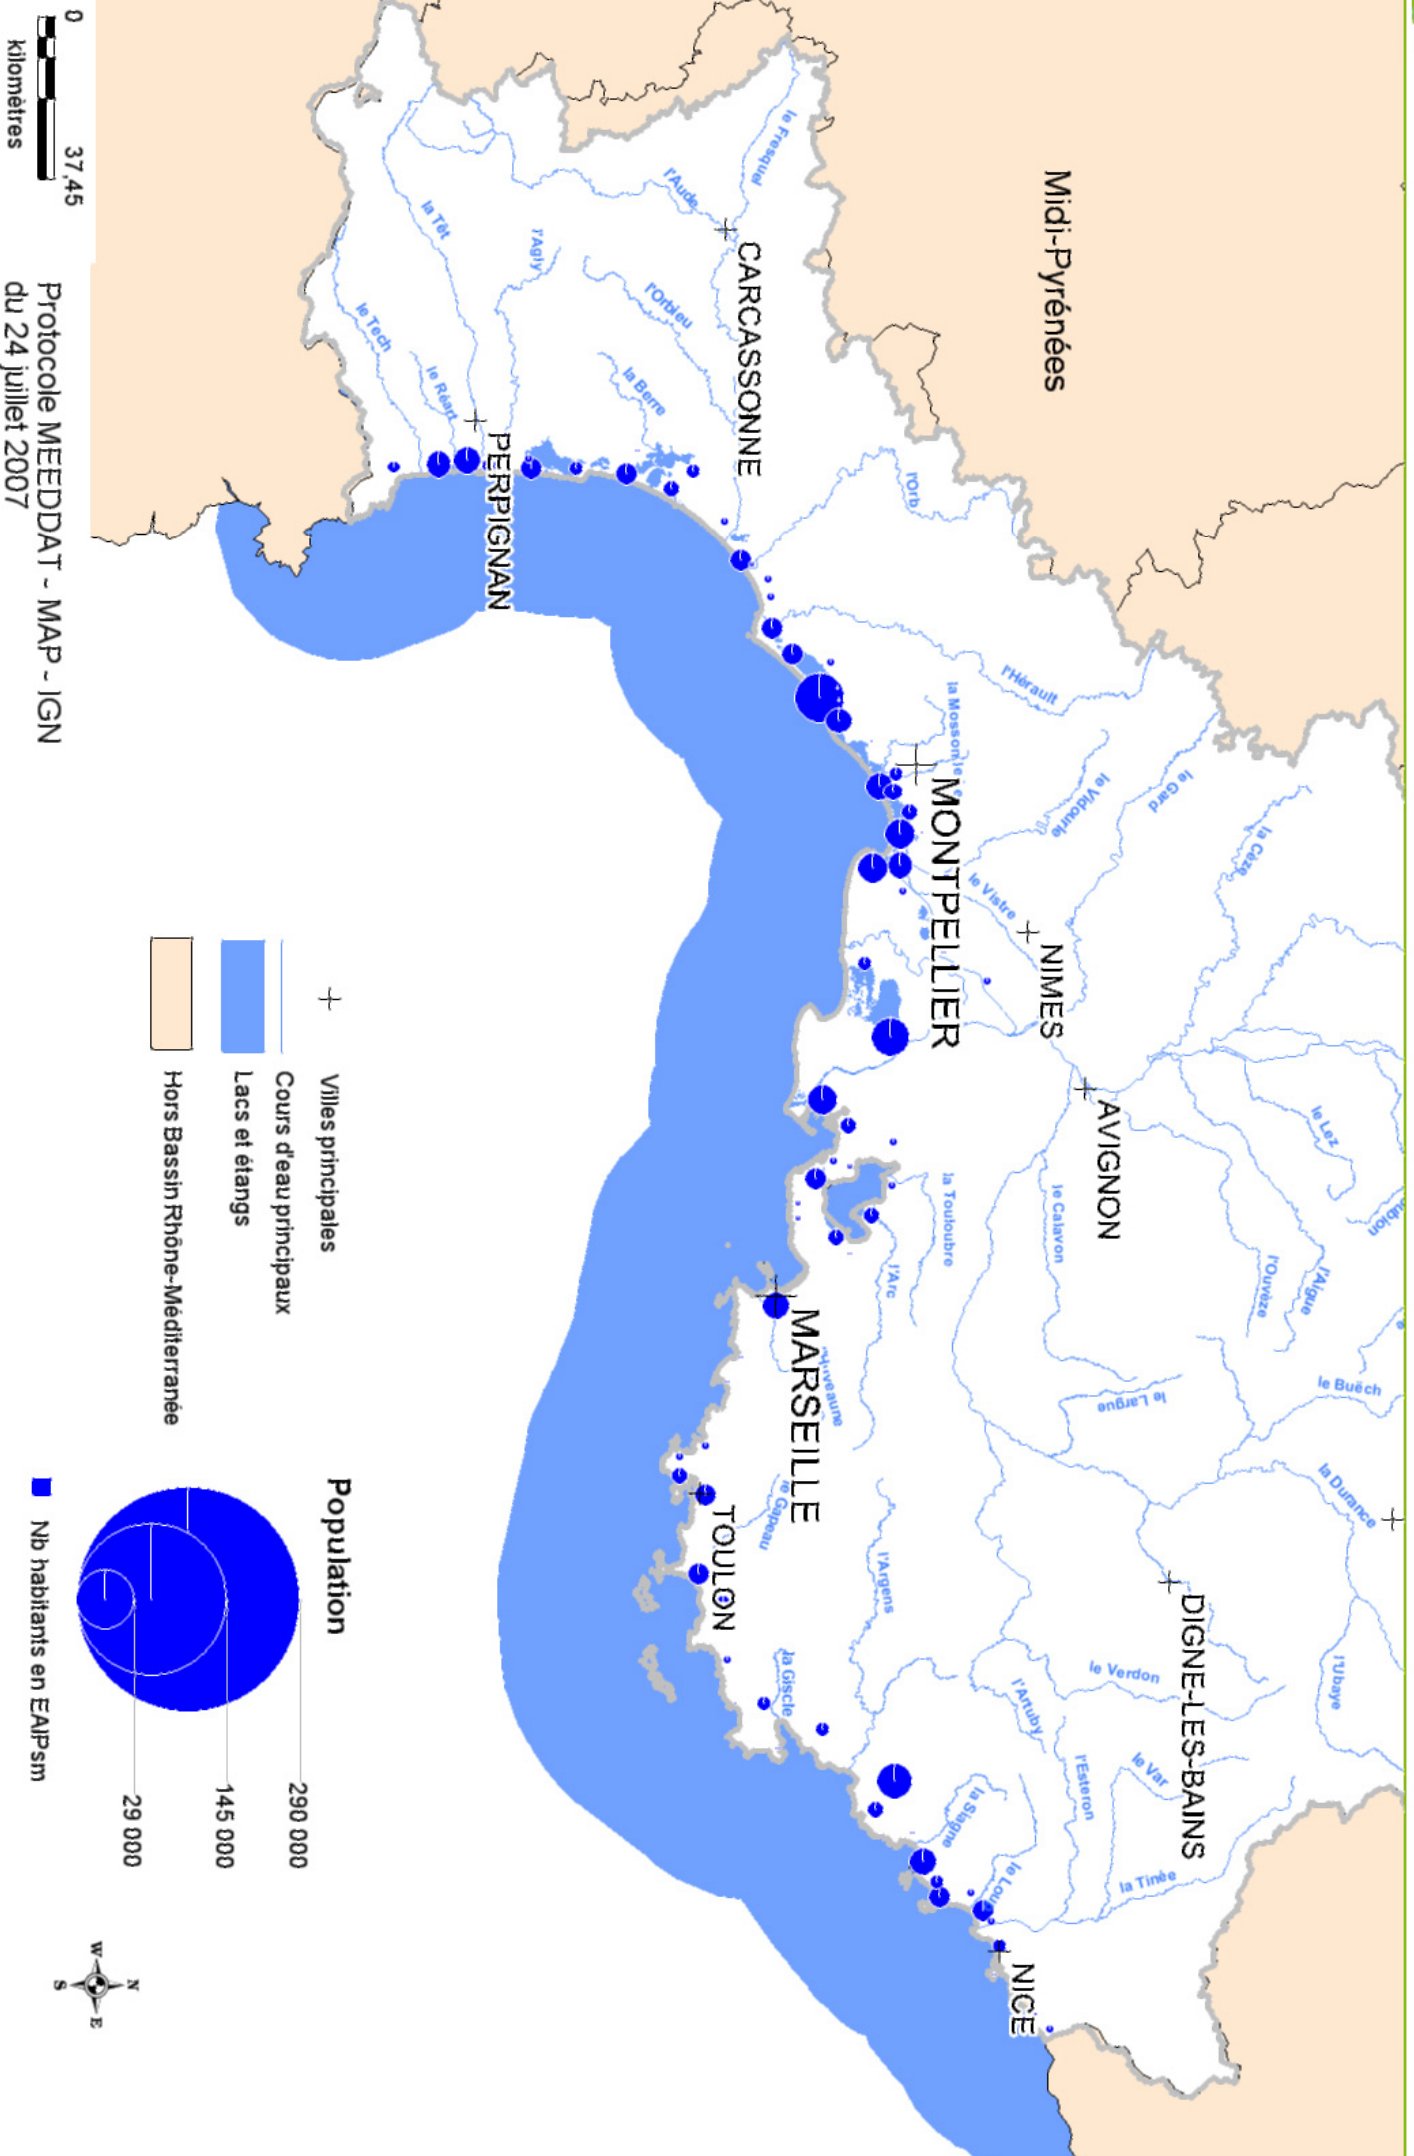 Midi-Pyrénées
le Fresquel
l'Aude
CARCASSONNE
l'Orbieu
l'Agly
la Têt
la Berre
le Tech
le Réart
PERPIGNAN
l'Orb
l'Hérault
la Mosson
MONTPELLIER
le Vidourle
le Gard
la Cèze
le Vistre
NIMES
AVIGNON
le Lez
l'Aigue
l'Ouvèze
le Calavon
la Touloubre
l'Arc
MARSEILLE
le Buëch
le Largue
la Durance
DIGNE-LES-BAINS
l'Ubaye
le Verdon
l'Artuby
l'Esteron
le Var
la Tinée
l'Argens
le Gapeau
TOULON
la Giscle
la Siagne
le Loup
NICE
Villes principales
Cours d'eau principaux
Lacs et étangs
Hors Bassin Rhône-Méditerranée
Population
290 000
145 000
29 000
Nb habitants en EAIPsm
N
W
E
S
0
37,45
kilomètres
Protocole MEEDDAT - MAP - IGN
du 24 juillet 2007